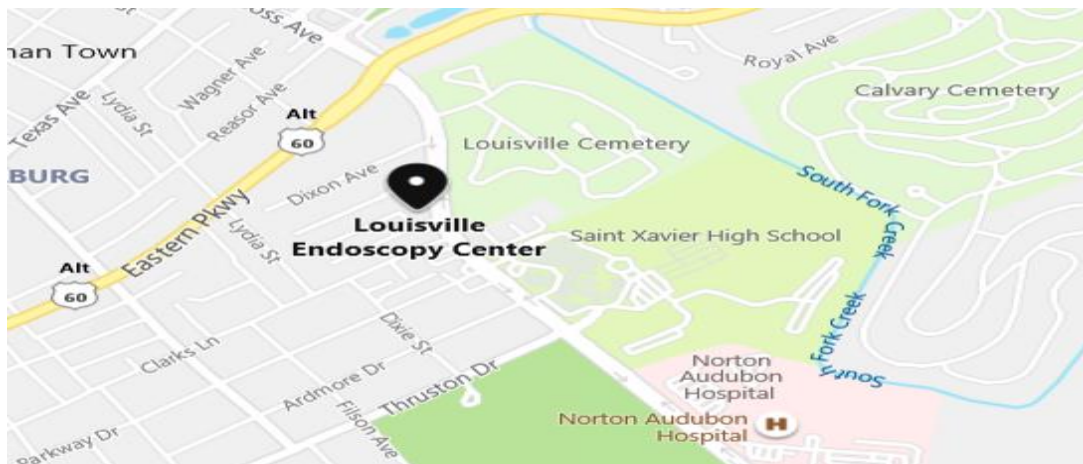 oss Ave
Royal Ave
nan Town
Wagner Ave
Calvary Cemetery
Lydia St
Reasor Ave
Texas Ave
Alt
60
Louisville Cemetery
BURG
Dixon Ave
South Fork
Creek
Eastern Pkwy
Louisville
Endoscopy Center
Lydia St
Saint Xavier High School
Alt
60
Fork Creek
South
Dixie St
Clarks Ln
Norton
Audubon
Hospital
Ardmore Dr
Thruston Dr
Filson Ave
Norton Audubon
Hospital
H
Parkway Dr